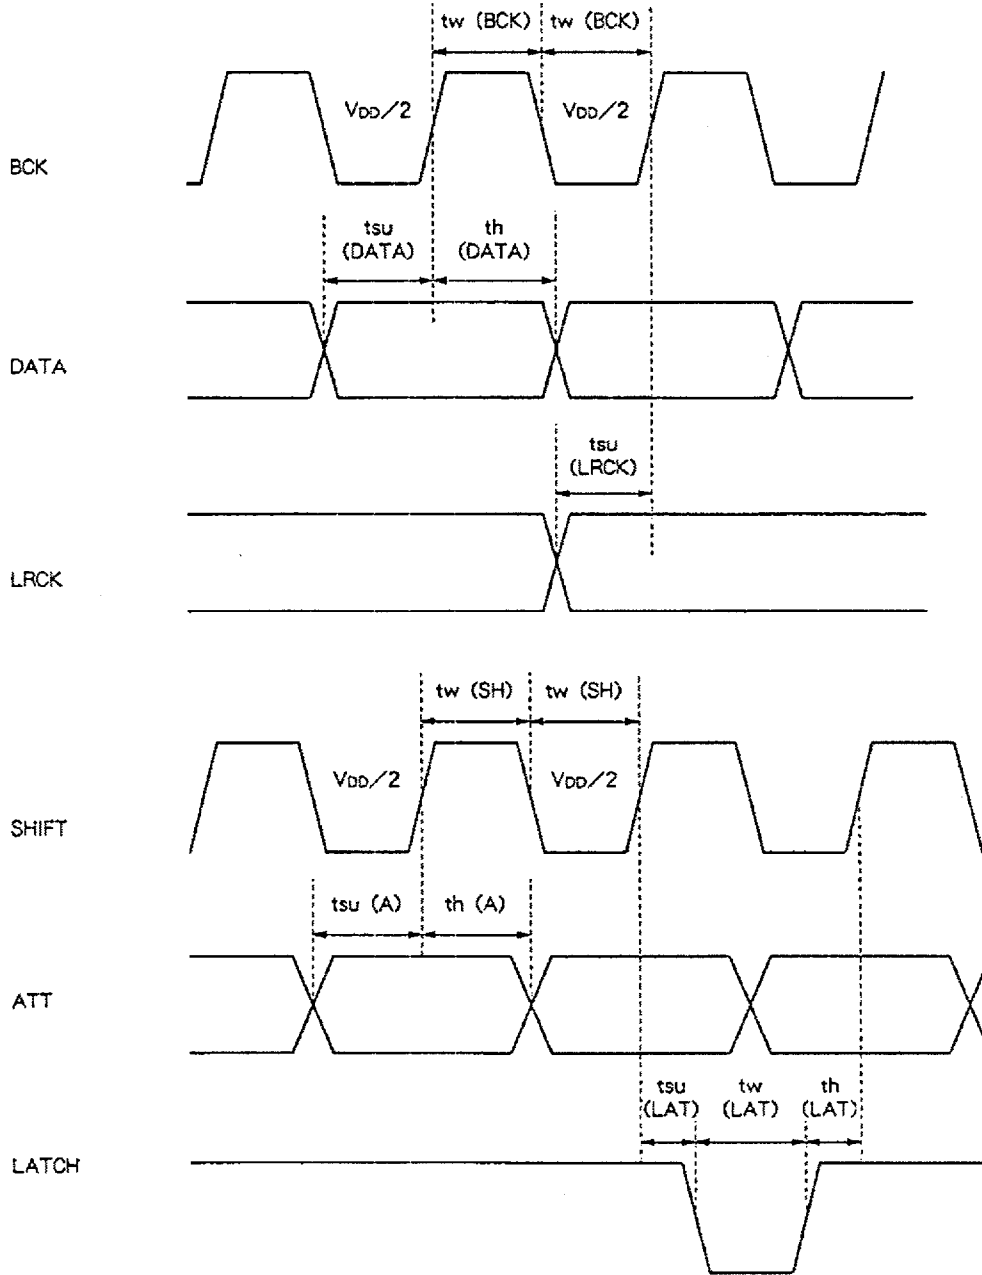 tw (BCK) tw (BCK)
VDD/2 VDD/2
BCK
tsu th
(DATA) (DATA)
DATA
tsu
(LRCK)
LRCK
tw (SH) tw (SH)
VDD/2 VDD/2
SHIFT
tsu (A) th (A)
ATT
tsu tw th
(LAT) (LAT) (LAT)
LATCH